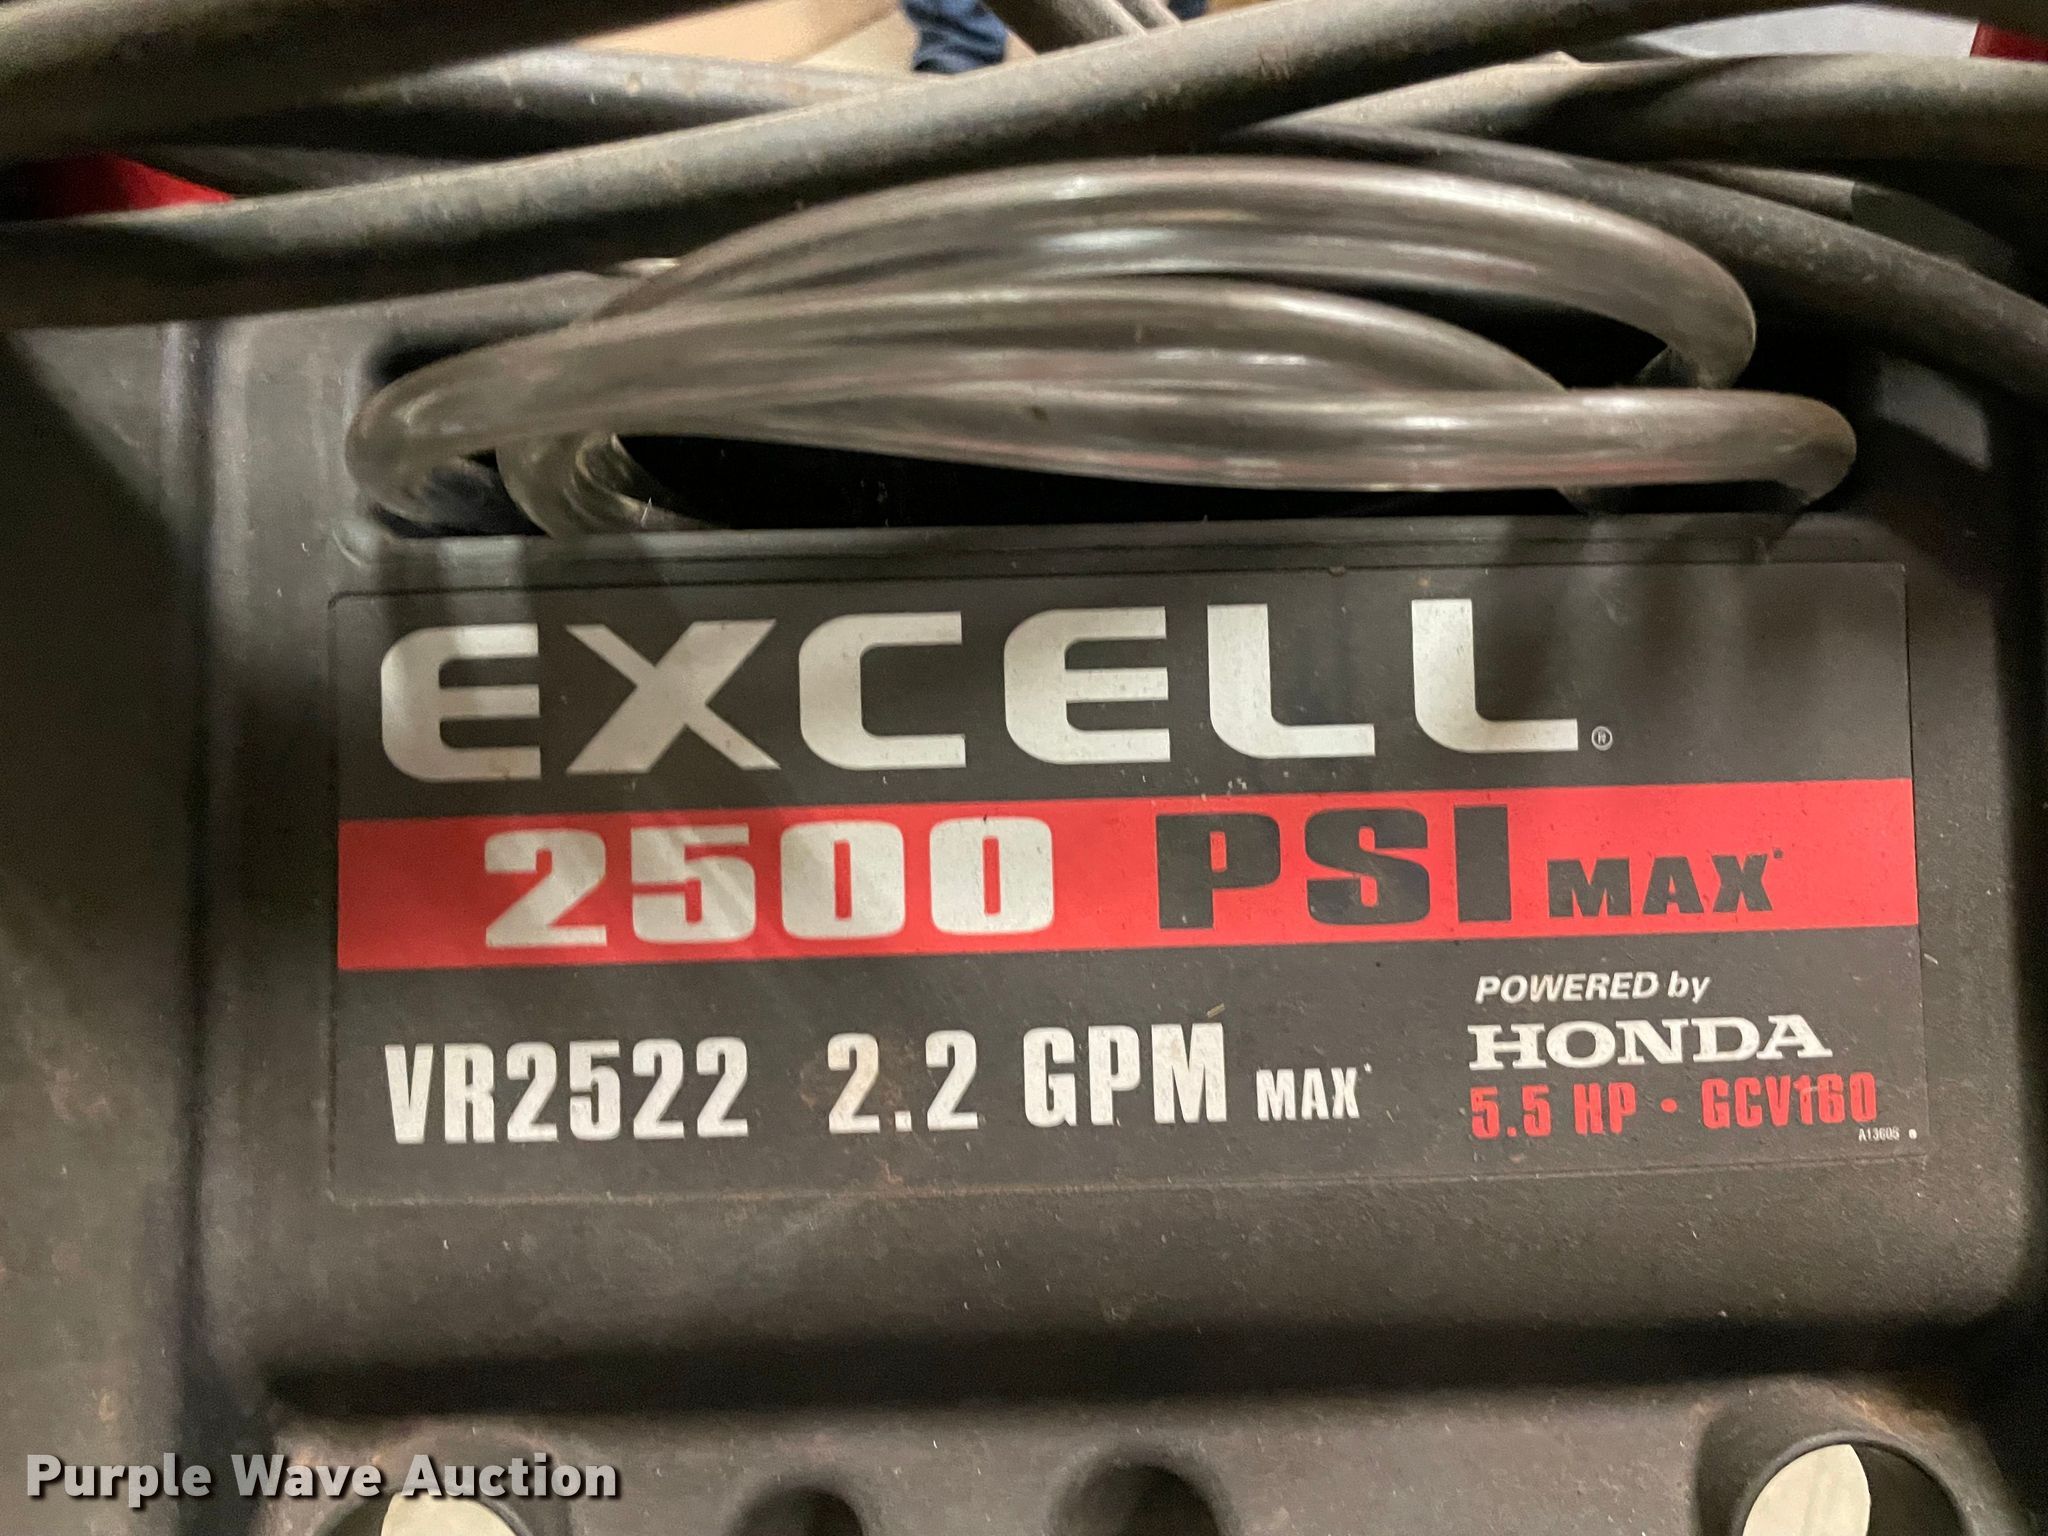 EXCELL®
2500 PSI MAX*
VR2522 2.2 GPM MAX*
POWERED by
HONDA
5.5 HP • GCV160
A13605
Purple Wave Auction